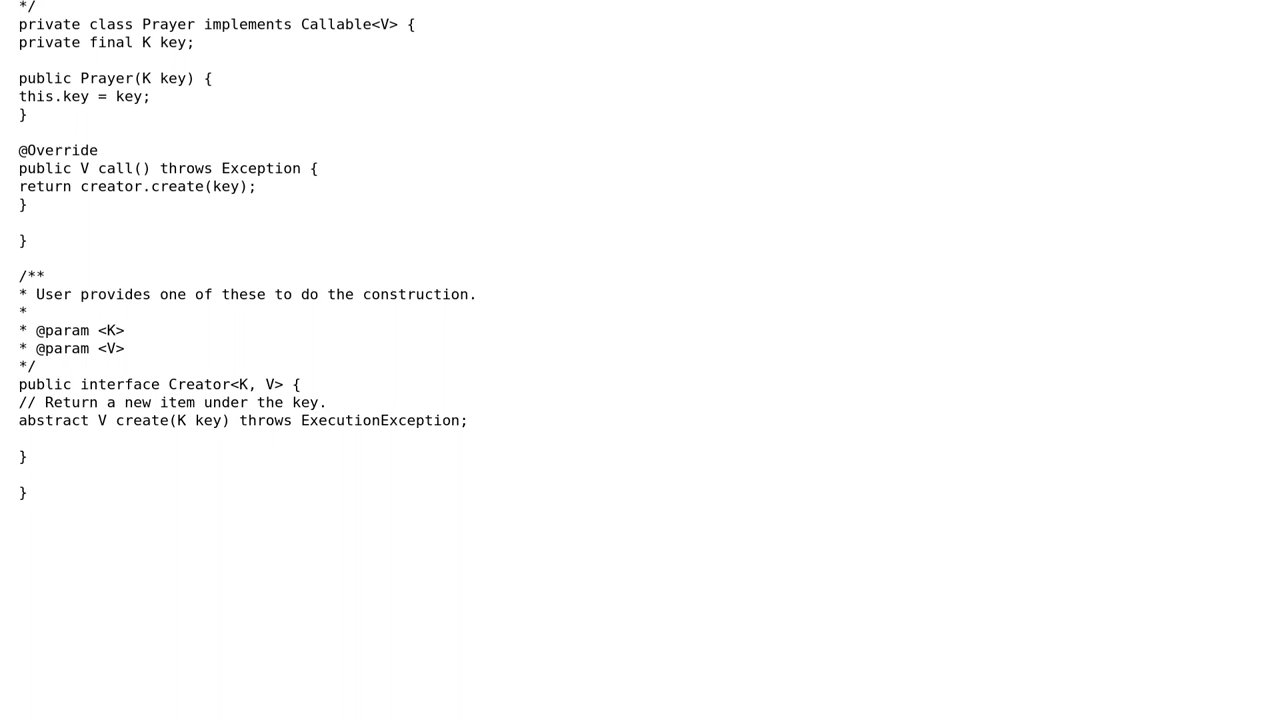 */
private class Prayer implements Callable<V> {
private final K key;
public Prayer(K key) {
this.key = key;
}
@Override
public V call() throws Exception {
return creator.create(key);
}
}
/**
* User provides one of these to do the construction.
*
* @param <K>
* @param <V>
*/
public interface Creator<K, V> {
// Return a new item under the key.
abstract V create(K key) throws ExecutionException;
}
}